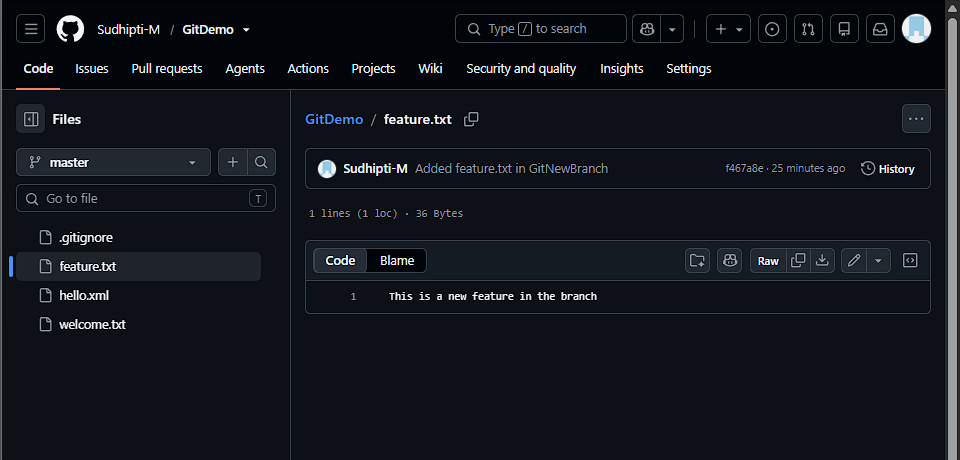 Sudhipti-M / GitDemo
Type / to search
Code Issues Pull requests Agents Actions Projects Wiki Security and quality Insights Settings
Files
GitDemo / feature.txt
master
Sudhipti-M Added feature.txt in GitNewBranch f467a8e · 25 minutes ago History
Go to file T
1 lines (1 loc) · 36 Bytes
.gitignore
feature.txt
hello.xml
welcome.txt
Code Blame Raw
1 This is a new feature in the branch